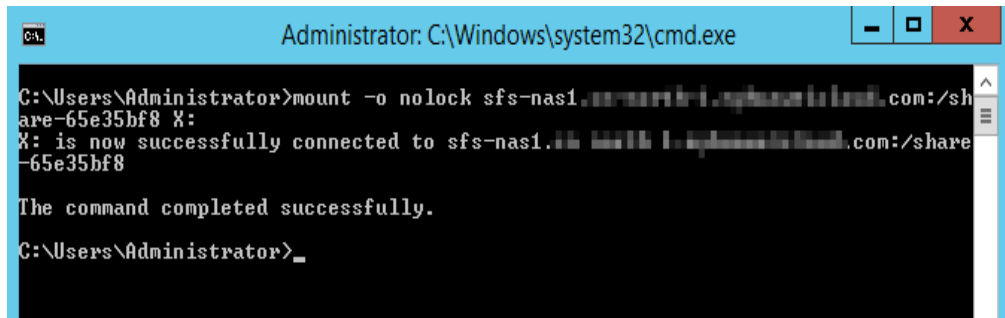 Administrator: C:\Windows\system32\cmd.exe
C:\Users\Administrator>mount -o nolock sfs-nas1. .com:/sh
are-65e35bf8 X:
X: is now successfully connected to sfs-nas1. .com:/share
-65e35bf8
The command completed successfully.
C:\Users\Administrator>_